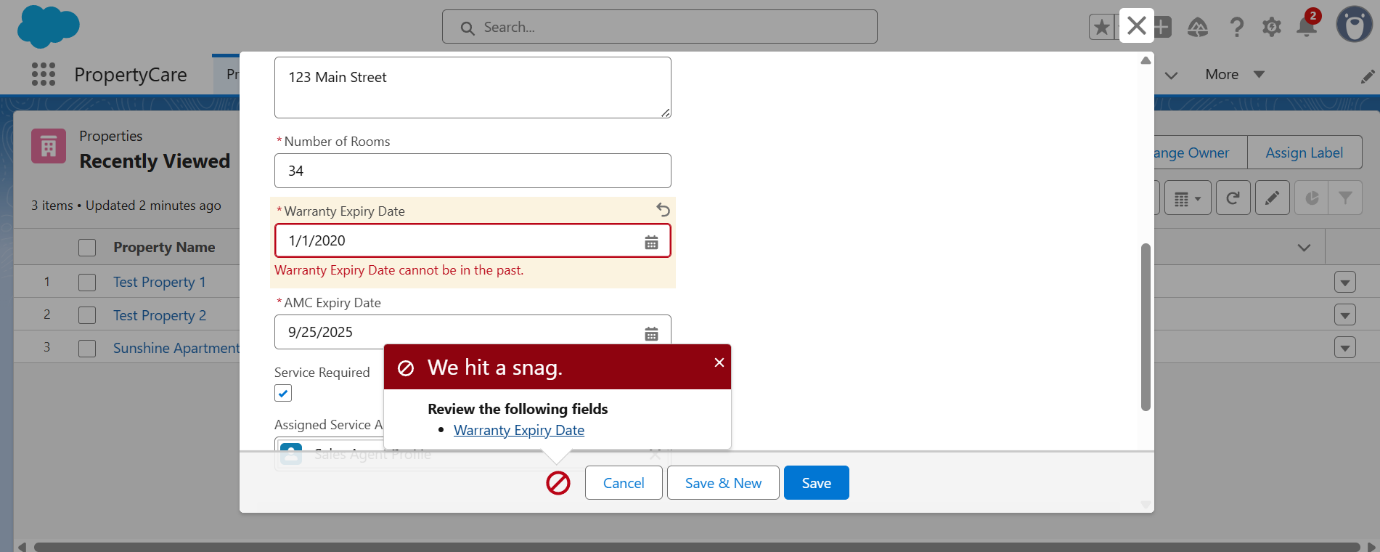 Search...
2
PropertyCare
Pr
More
Properties
Recently Viewed
3 items • Updated 2 minutes ago
ange Owner
Assign Label
Property Name
1
Test Property 1
2
Test Property 2
3
Sunshine Apartment
123 Main Street
*Number of Rooms
34
*Warranty Expiry Date
1/1/2020
Warranty Expiry Date cannot be in the past.
*AMC Expiry Date
9/25/2025
Service Required
Assigned Service A
Sales Agent Profile
We hit a snag.
Review the following fields
• Warranty Expiry Date
Cancel
Save & New
Save